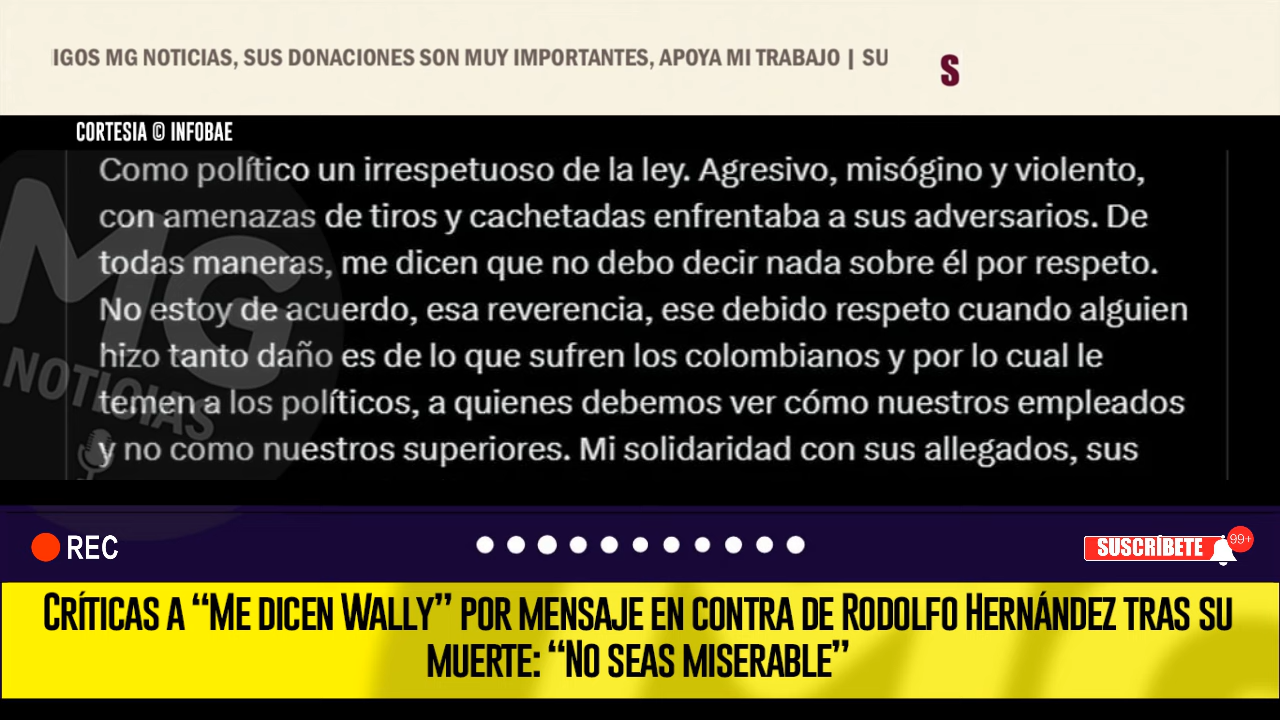 IGOS MG NOTICIAS, SUS DONACIONES SON MUY IMPORTANTES, APOYA MI TRABAJO | SU
S
CORTESIA © INFOBAE
Como político un irrespetuoso de la ley. Agresivo, misógino y violento,
con amenazas de tiros y cachetadas enfrentaba a sus adversarios. De
todas maneras, me dicen que no debo decir nada sobre él por respeto.
No estoy de acuerdo, esa reverencia, ese debido respeto cuando alguien
hizo tanto daño es de lo que sufren los colombianos y por lo cual le
temen a los políticos, a quienes debemos ver cómo nuestros empleados
y no como nuestros superiores. Mi solidaridad con sus allegados, sus
MG
NOTICIAS
REC
SUSCRÍBETE
99+
CRÍTICAS A “ME DICEN WALLY” POR MENSAJE EN CONTRA DE RODOLFO HERNÁNDEZ TRAS SU
MUERTE: “NO SEAS MISERABLE”